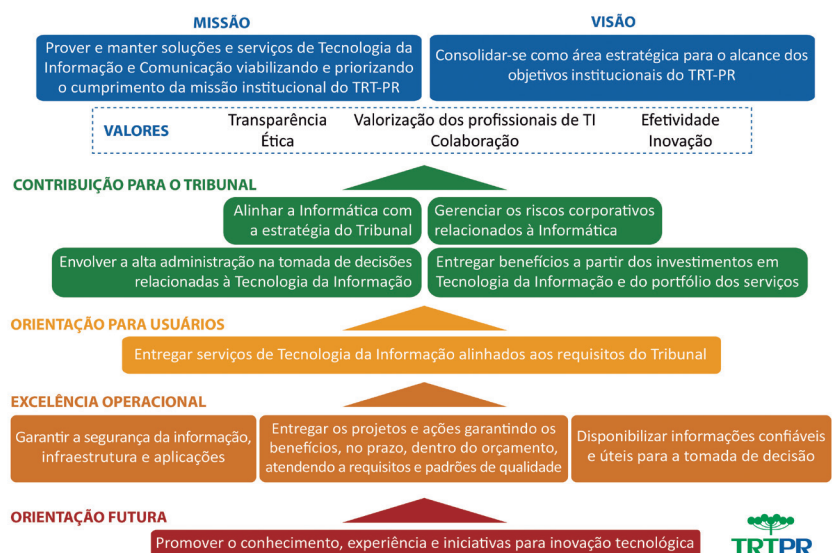 MISSÃO
Prover e manter soluções e serviços de Tecnologia da
Informação e Comunicação viabilizando e priorizando
o cumprimento da missão institucional do TRT-PR
VISÃO
Consolidar-se como área estratégica para o alcance dos
objetivos institucionais do TRT-PR
VALORES
Transparência
Ética
Valorização dos profissionais de TI
Colaboração
Efetividade
Inovação
CONTRIBUIÇÃO PARA O TRIBUNAL
Alinhar a Informática com
a estratégia do Tribunal
Gerenciar os riscos corporativos
relacionados à Informática
Envolver a alta administração na tomada de decisões
relacionadas à Tecnologia da Informação
Entregar benefícios a partir dos investimentos em
Tecnologia da Informação e do portfólio dos serviços
ORIENTAÇÃO PARA USUÁRIOS
Entregar serviços de Tecnologia da Informação alinhados aos requisitos do Tribunal
EXCELÊNCIA OPERACIONAL
Garantir a segurança da informação,
infraestrutura e aplicações
Entregar os projetos e ações garantindo os
benefícios, no prazo, dentro do orçamento,
atendendo a requisitos e padrões de qualidade
Disponibilizar informações confiáveis
e úteis para a tomada de decisão
ORIENTAÇÃO FUTURA
Promover o conhecimento, experiência e iniciativas para inovação tecnológica
TRTPR